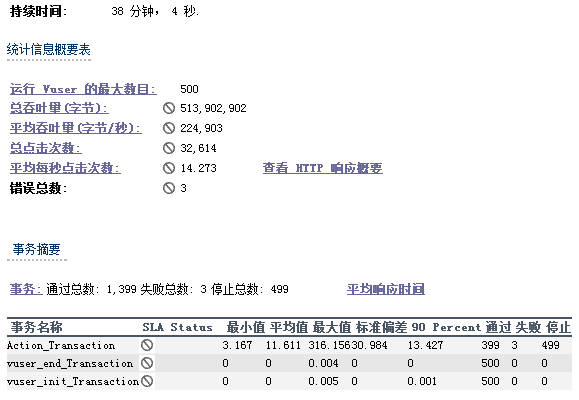 持续时间: 38 分钟, 4 秒.
统计信息概要表
运行 Vuser 的最大数目: 500
总吞吐量(字节): 513,902,902
平均吞吐量(字节/秒): 224,903
总点击次数: 32,614
平均每秒点击次数: 14.273 查看 HTTP 响应概要
错误总数: 3
事务摘要
事务: 通过总数: 1,399 失败总数: 3 停止总数: 499 平均响应时间
事务名称 SLA Status 最小值 平均值 最大值 标准偏差 90 Percent 通过 失败 停止
Action_Transaction 3.167 11.611 316.156 30.984 13.427 399 3 499
vuser_end_Transaction 0 0 0.004 0 0 500 0 0
vuser_init_Transaction 0 0 0.005 0 0.001 500 0 0